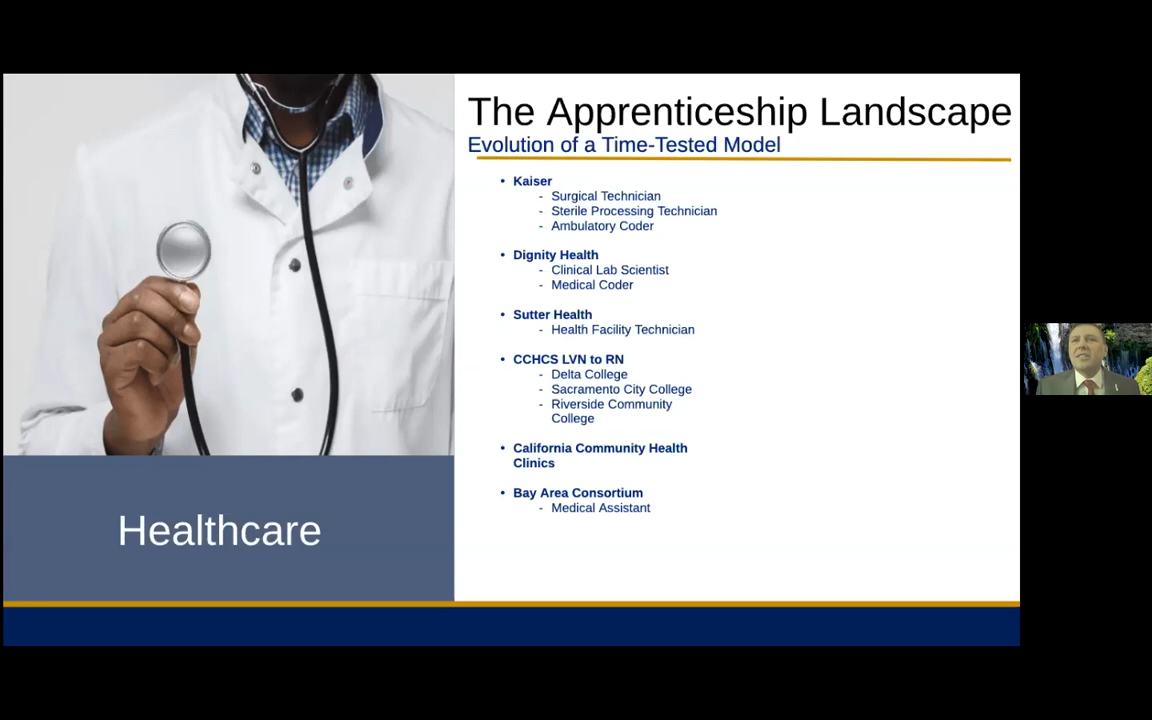 The Apprenticeship Landscape
Evolution of a Time-Tested Model
• Kaiser
- Surgical Technician
- Sterile Processing Technician
- Ambulatory Coder
• Dignity Health
- Clinical Lab Scientist
- Medical Coder
• Sutter Health
- Health Facility Technician
• CCHCS LVN to RN
- Delta College
- Sacramento City College
- Riverside Community
College
• California Community Health
Clinics
• Bay Area Consortium
- Medical Assistant
Healthcare